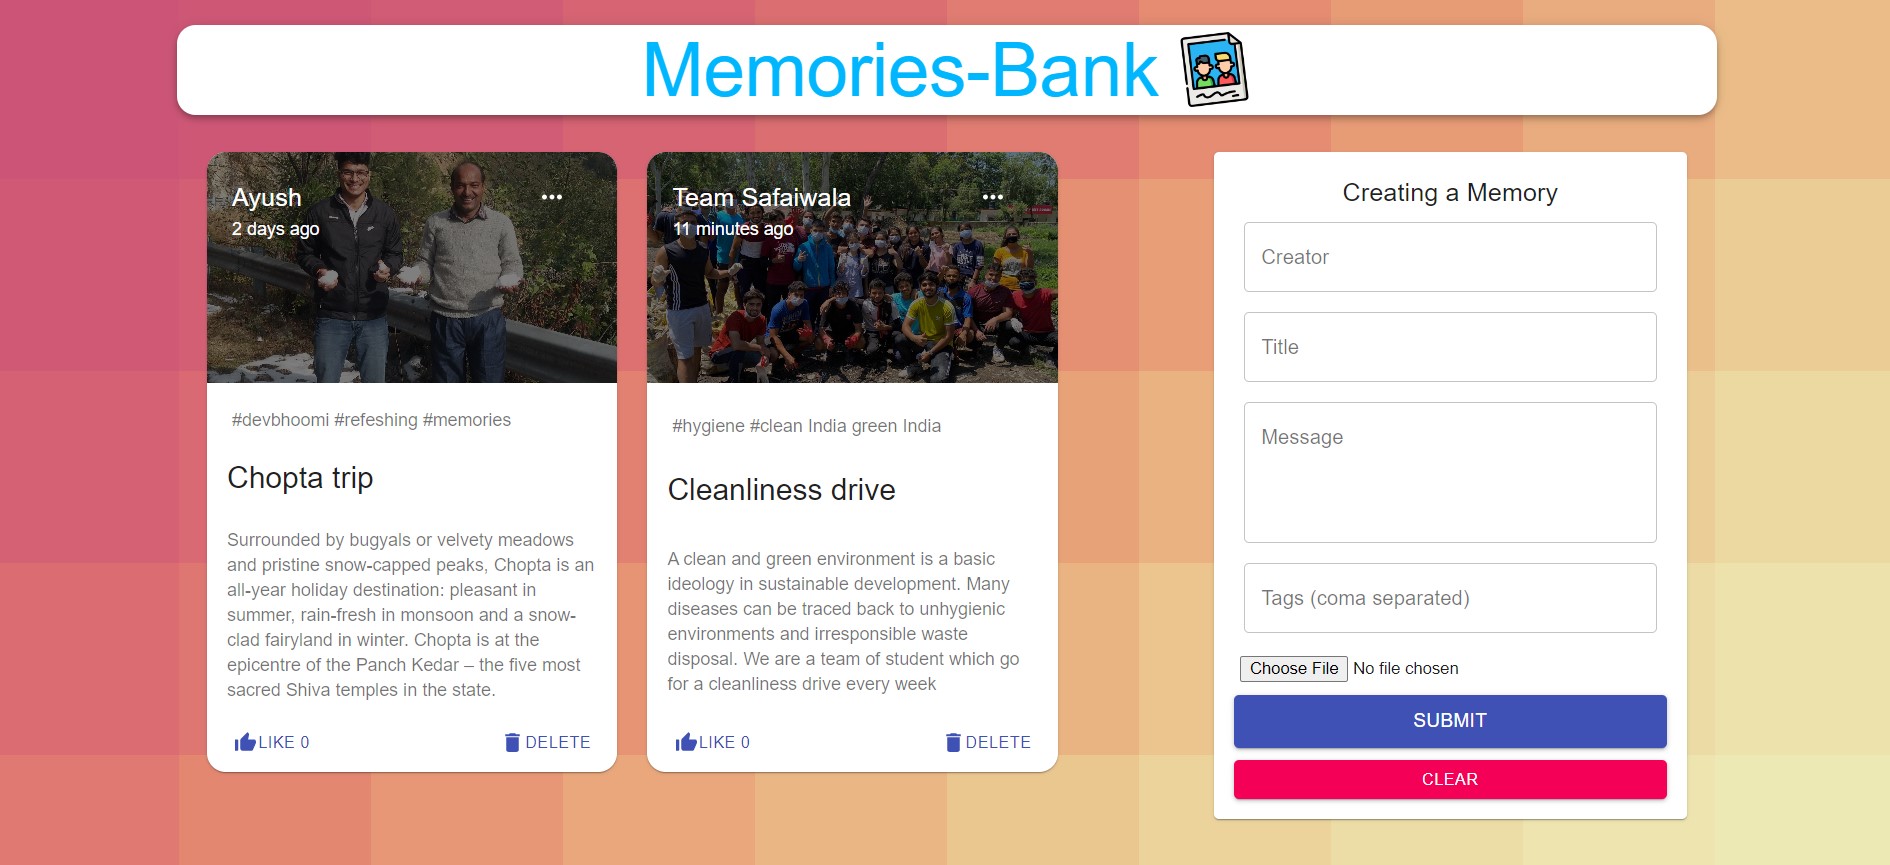 Memories-Bank
Ayush
2 days ago
#devbhoomi #refeshing #memories
Chopta trip
Surrounded by bugyals or velvety meadows
and pristine snow-capped peaks, Chopta is an
all-year holiday destination: pleasant in
summer, rain-fresh in monsoon and a snow-
clad fairyland in winter. Chopta is at the
epicentre of the Panch Kedar – the five most
sacred Shiva temples in the state.
LIKE 0
DELETE
Team Safaiwala
11 minutes ago
#hygiene #clean India green India
Cleanliness drive
A clean and green environment is a basic
ideology in sustainable development. Many
diseases can be traced back to unhygienic
environments and irresponsible waste
disposal. We are a team of student which go
for a cleanliness drive every week
LIKE 0
DELETE
Creating a Memory
Creator
Title
Message
Tags (coma separated)
Choose File No file chosen
SUBMIT
CLEAR